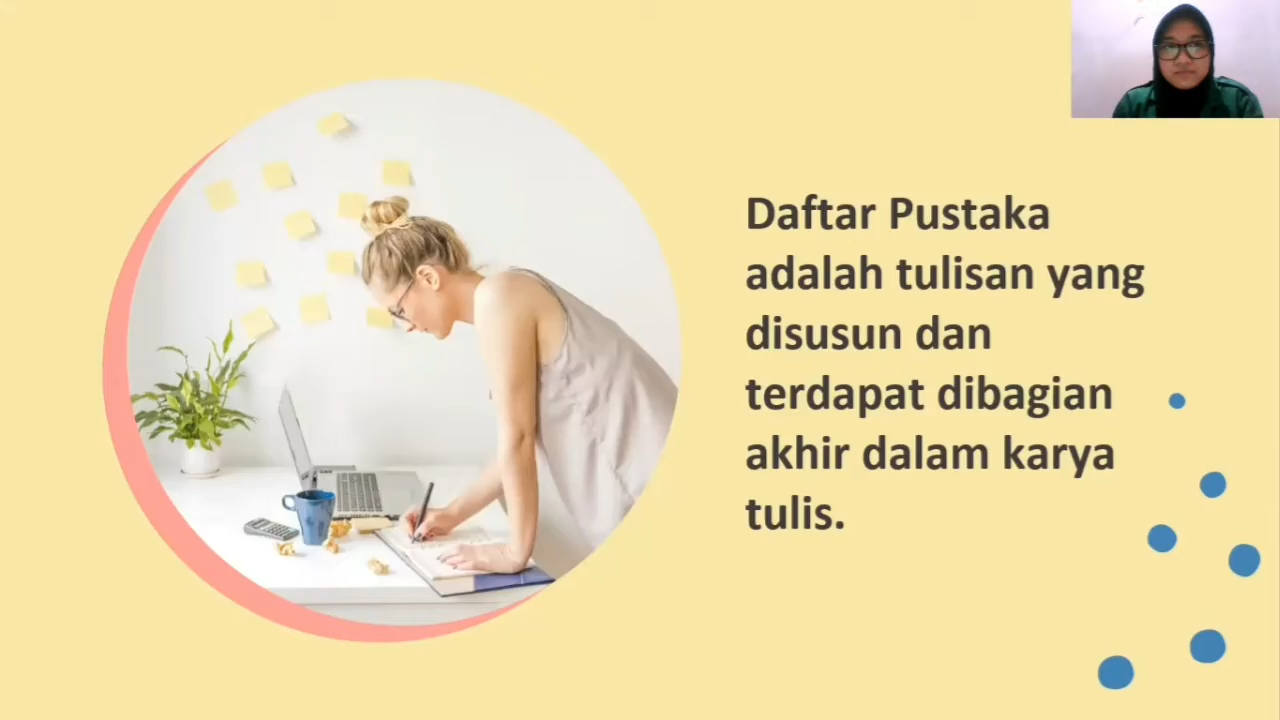 Daftar Pustaka
adalah tulisan yang
disusun dan
terdapat dibagian
akhir dalam karya
tulis.